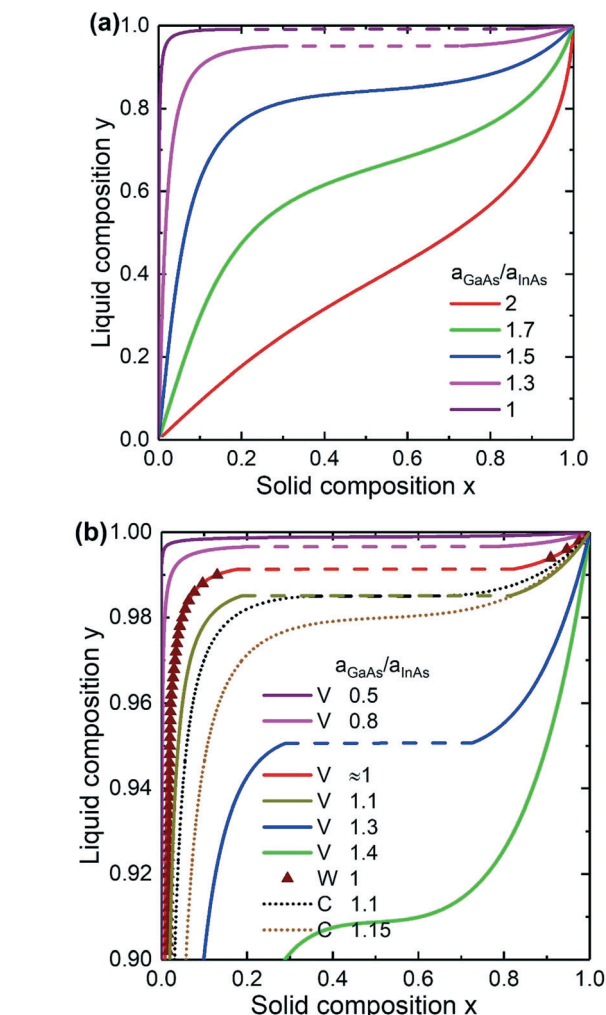 (a)
1.0
0.8
0.6
0.4
0.2
0.0
Liquid composition y
aGaAs/aInAs
2
1.7
1.5
1.3
1
0.0 0.2 0.4 0.6 0.8 1.0
Solid composition x
(b)
1.00
0.98
0.96
0.94
0.92
0.90
Liquid composition y
aGaAs/aInAs
V 0.5
V 0.8
V ≈1
V 1.1
V 1.3
V 1.4
W 1
C 1.1
C 1.15
0.0 0.2 0.4 0.6 0.8 1.0
Solid composition x